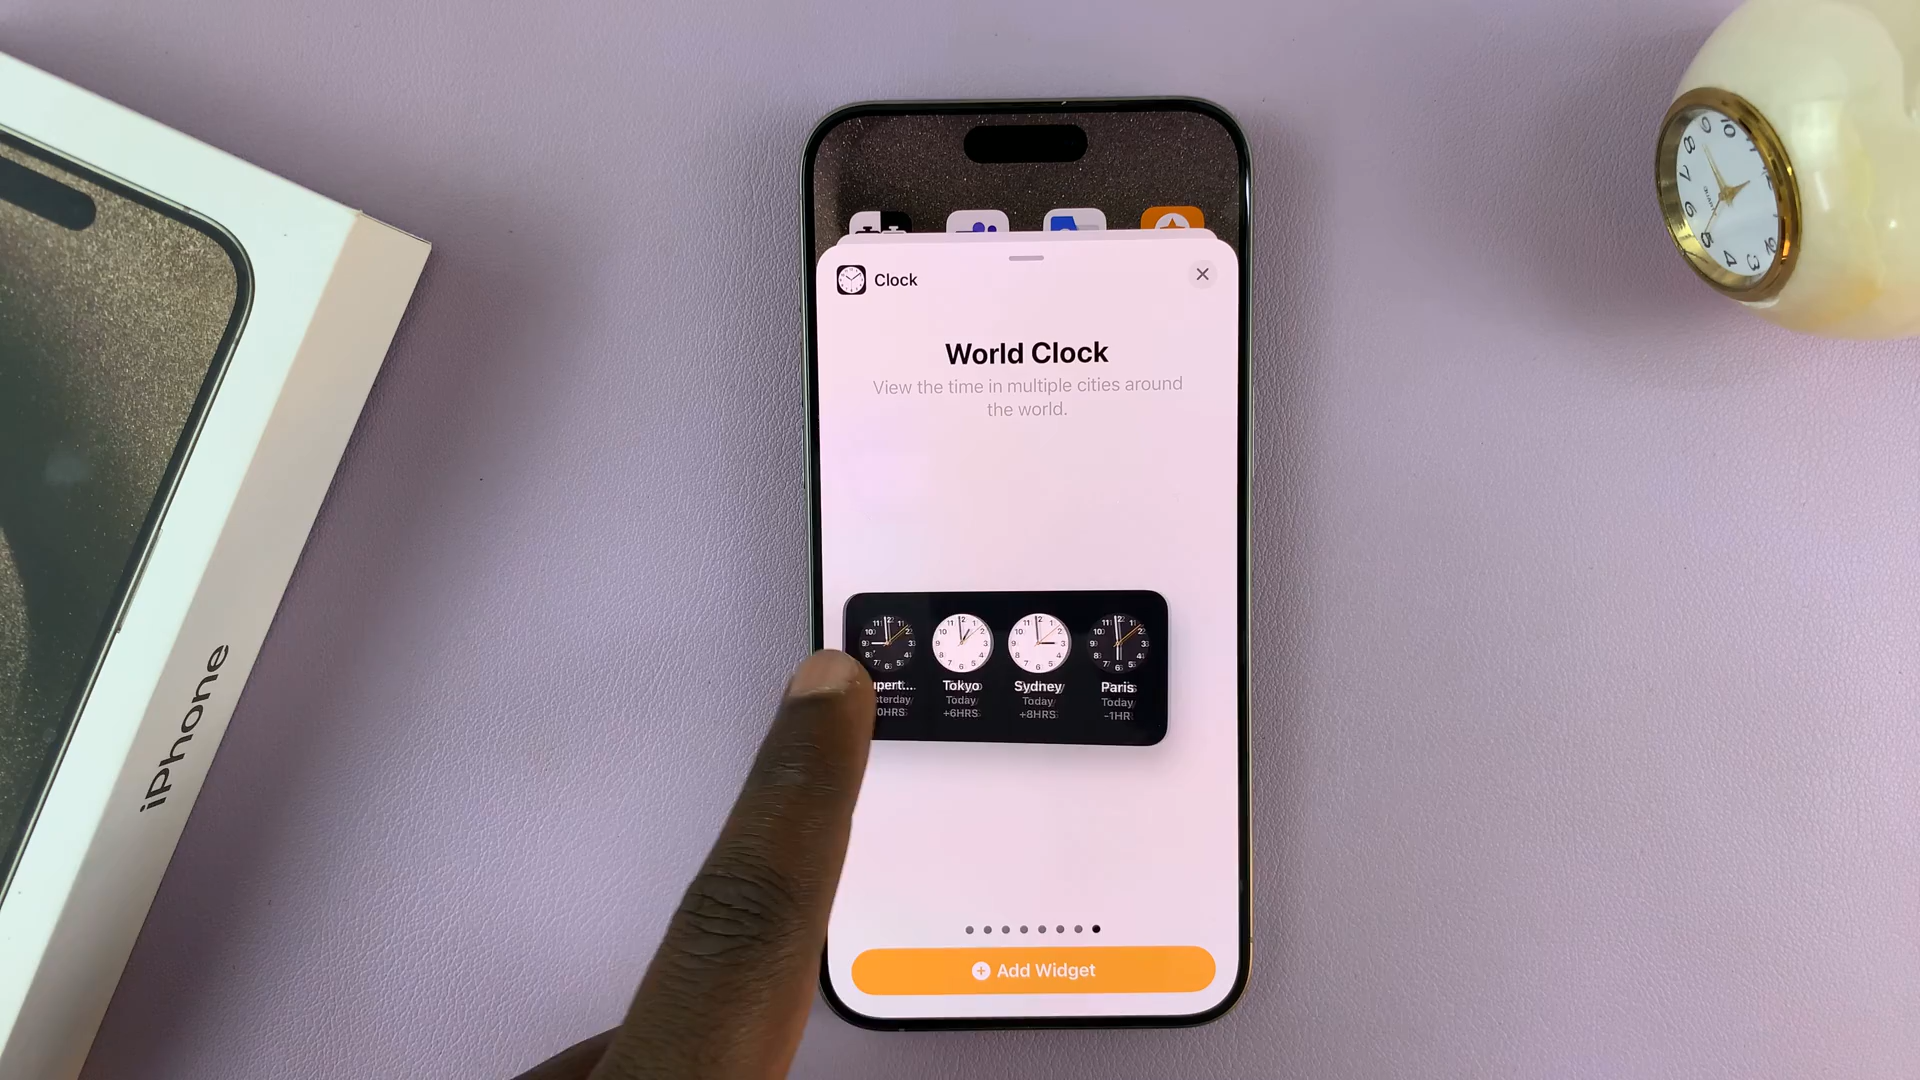 Clock
World Clock
View the time in multiple cities around
the world.
Tokyo
Today
+6HRS
Sydney
Today
+8HRS
Paris
Today
-1HR
Add Widget
iPhone